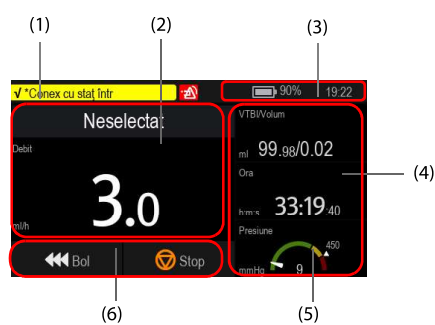 (1)
(2)
(3)
√ *Conex cu staţ într
90%
19:22
Neselectat
Debit
3.0
ml/h
VTBI/Volum
ml 99.98/0.02
Ora
h:m:s 33:19:40
Presiune
450
mmHg 9
(4)
Bol
Stop
(6)
(5)